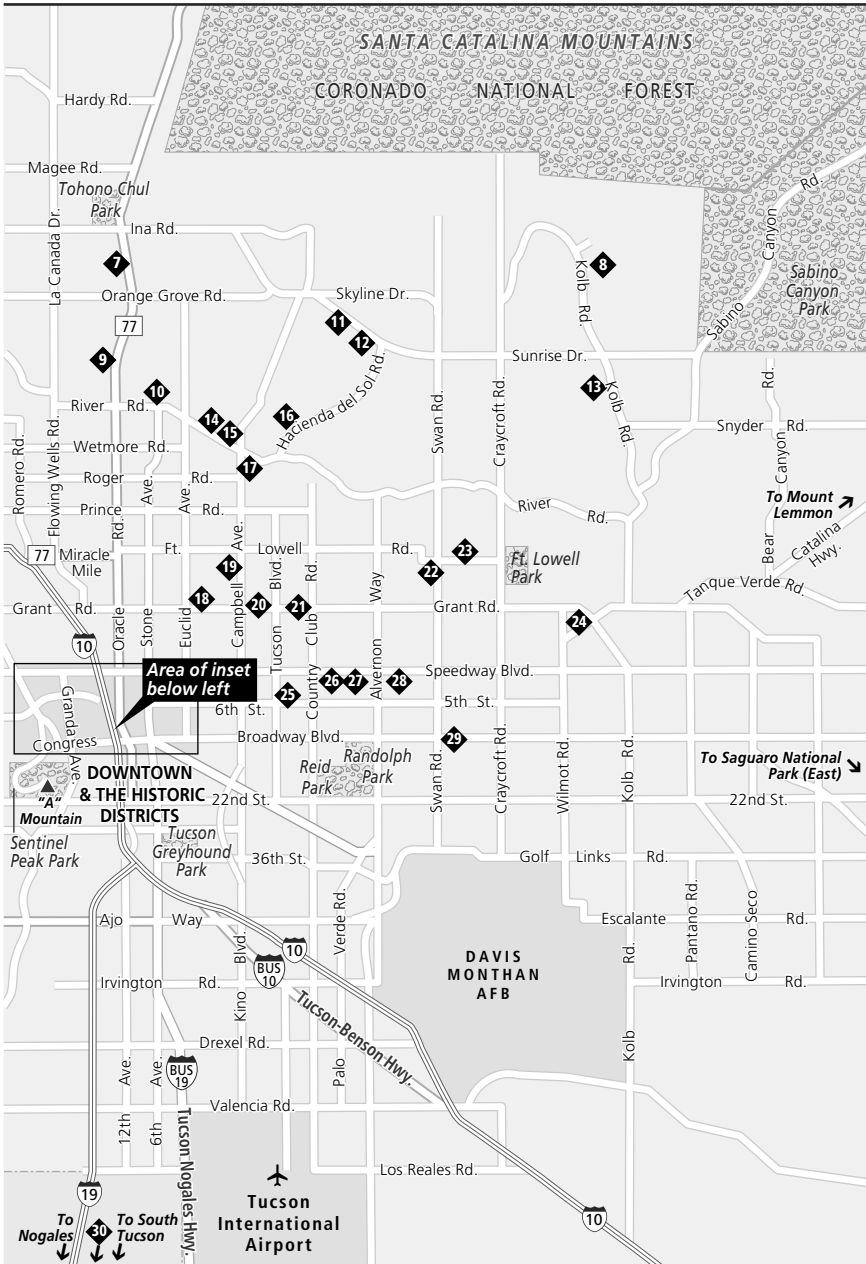 SANTA CATALINA MOUNTAINS
CORONADO NATIONAL FOREST
Hardy Rd.
Magee Rd.
Tohono Chul
Park
La Canada Dr.
Ina Rd.
7
8
Kolb Rd.
Sabino Canyon Rd.
Sabino
Canyon
Park
Orange Grove Rd.
Skyline Dr.
77
11
12
9
Sunrise Dr.
10
13
Kolb Rd.
River Rd.
14
15
16
Hacienda del Sol Rd.
Swan Rd.
Craycroft Rd.
Snyder Rd.
Bear Canyon Rd.
Romero Rd.
Flowing Wells Rd.
Wetmore Rd.
17
Roger Rd.
Prince Rd.
River Rd.
To Mount
Lemmon
Catalina
Hwy.
77
Miracle
Mile
Ft. Lowell Rd.
19
22
23
Ft. Lowell
Park
Tanque Verde Rd.
Grant Rd.
18
20
21
Grant Rd.
24
Oracle Rd.
Stone Ave.
Euclid Ave.
Campbell Ave.
Tucson Blvd.
Country Club Rd.
Alvernon Way
10
Area of inset
below left
Speedway Blvd.
25
26
27
28
6th St.
5th St.
Granda Ave.
Congress
Broadway Blvd.
29
Reid
Park
Randolph
Park
Swan Rd.
Craycroft Rd.
Wilmot Rd.
Kolb Rd.
To Saguaro National
Park (East)
DOWNTOWN
& THE HISTORIC
DISTRICTS
"A"
Mountain
22nd St.
22nd St.
Sentinel
Peak Park
Tucson
Greyhound
Park
36th St.
Golf Links Rd.
Ajo Way
Palo Verde Rd.
Escalante Rd.
Pantano Rd.
Camino Seco
DAVIS
MONTHAN
AFB
10
BUS
10
Irvington Rd.
Irvington Rd.
Kino Blvd.
Tucson-Benson Hwy.
Kolb Rd.
Drexel Rd.
BUS
19
12th Ave.
6th Ave.
Valencia Rd.
Tucson Nogales Hwy.
Los Reales Rd.
19
Tucson
International
Airport
10
To
Nogales
30
To South
Tucson